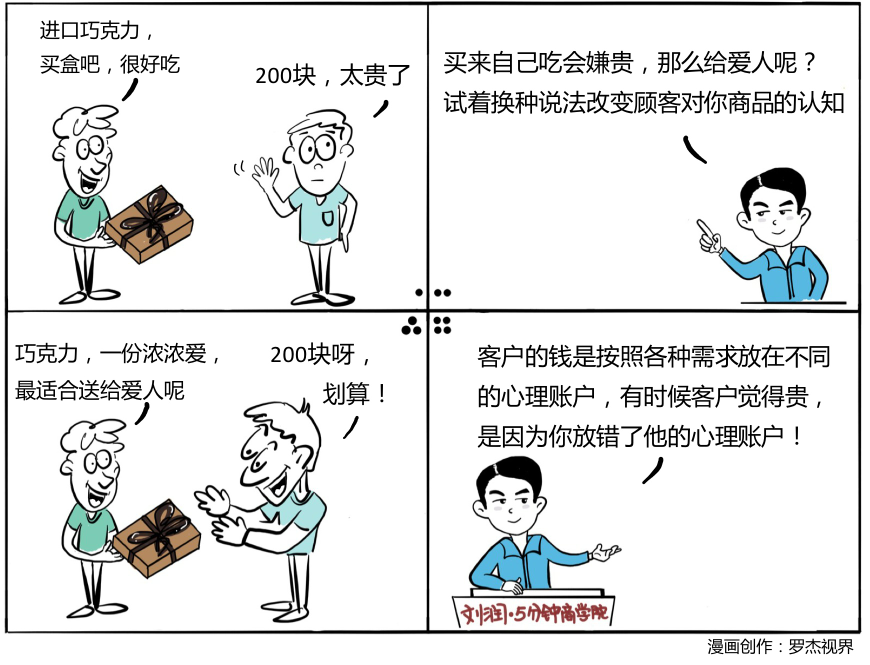 进口巧克力，
买盒吧，很好吃
200块，太贵了
买来自己吃会嫌贵，那么给爱人呢？
试着换种说法改变顾客对你商品的认知
巧克力，一份浓浓爱，
最适合送给爱人呢
200块呀，
划算！
客户的钱是按照各种需求放在不同
的心理账户，有时候客户觉得贵，
是因为你放错了他的心理账户！
刘润·5分钟商学院
漫画创作：罗杰视界